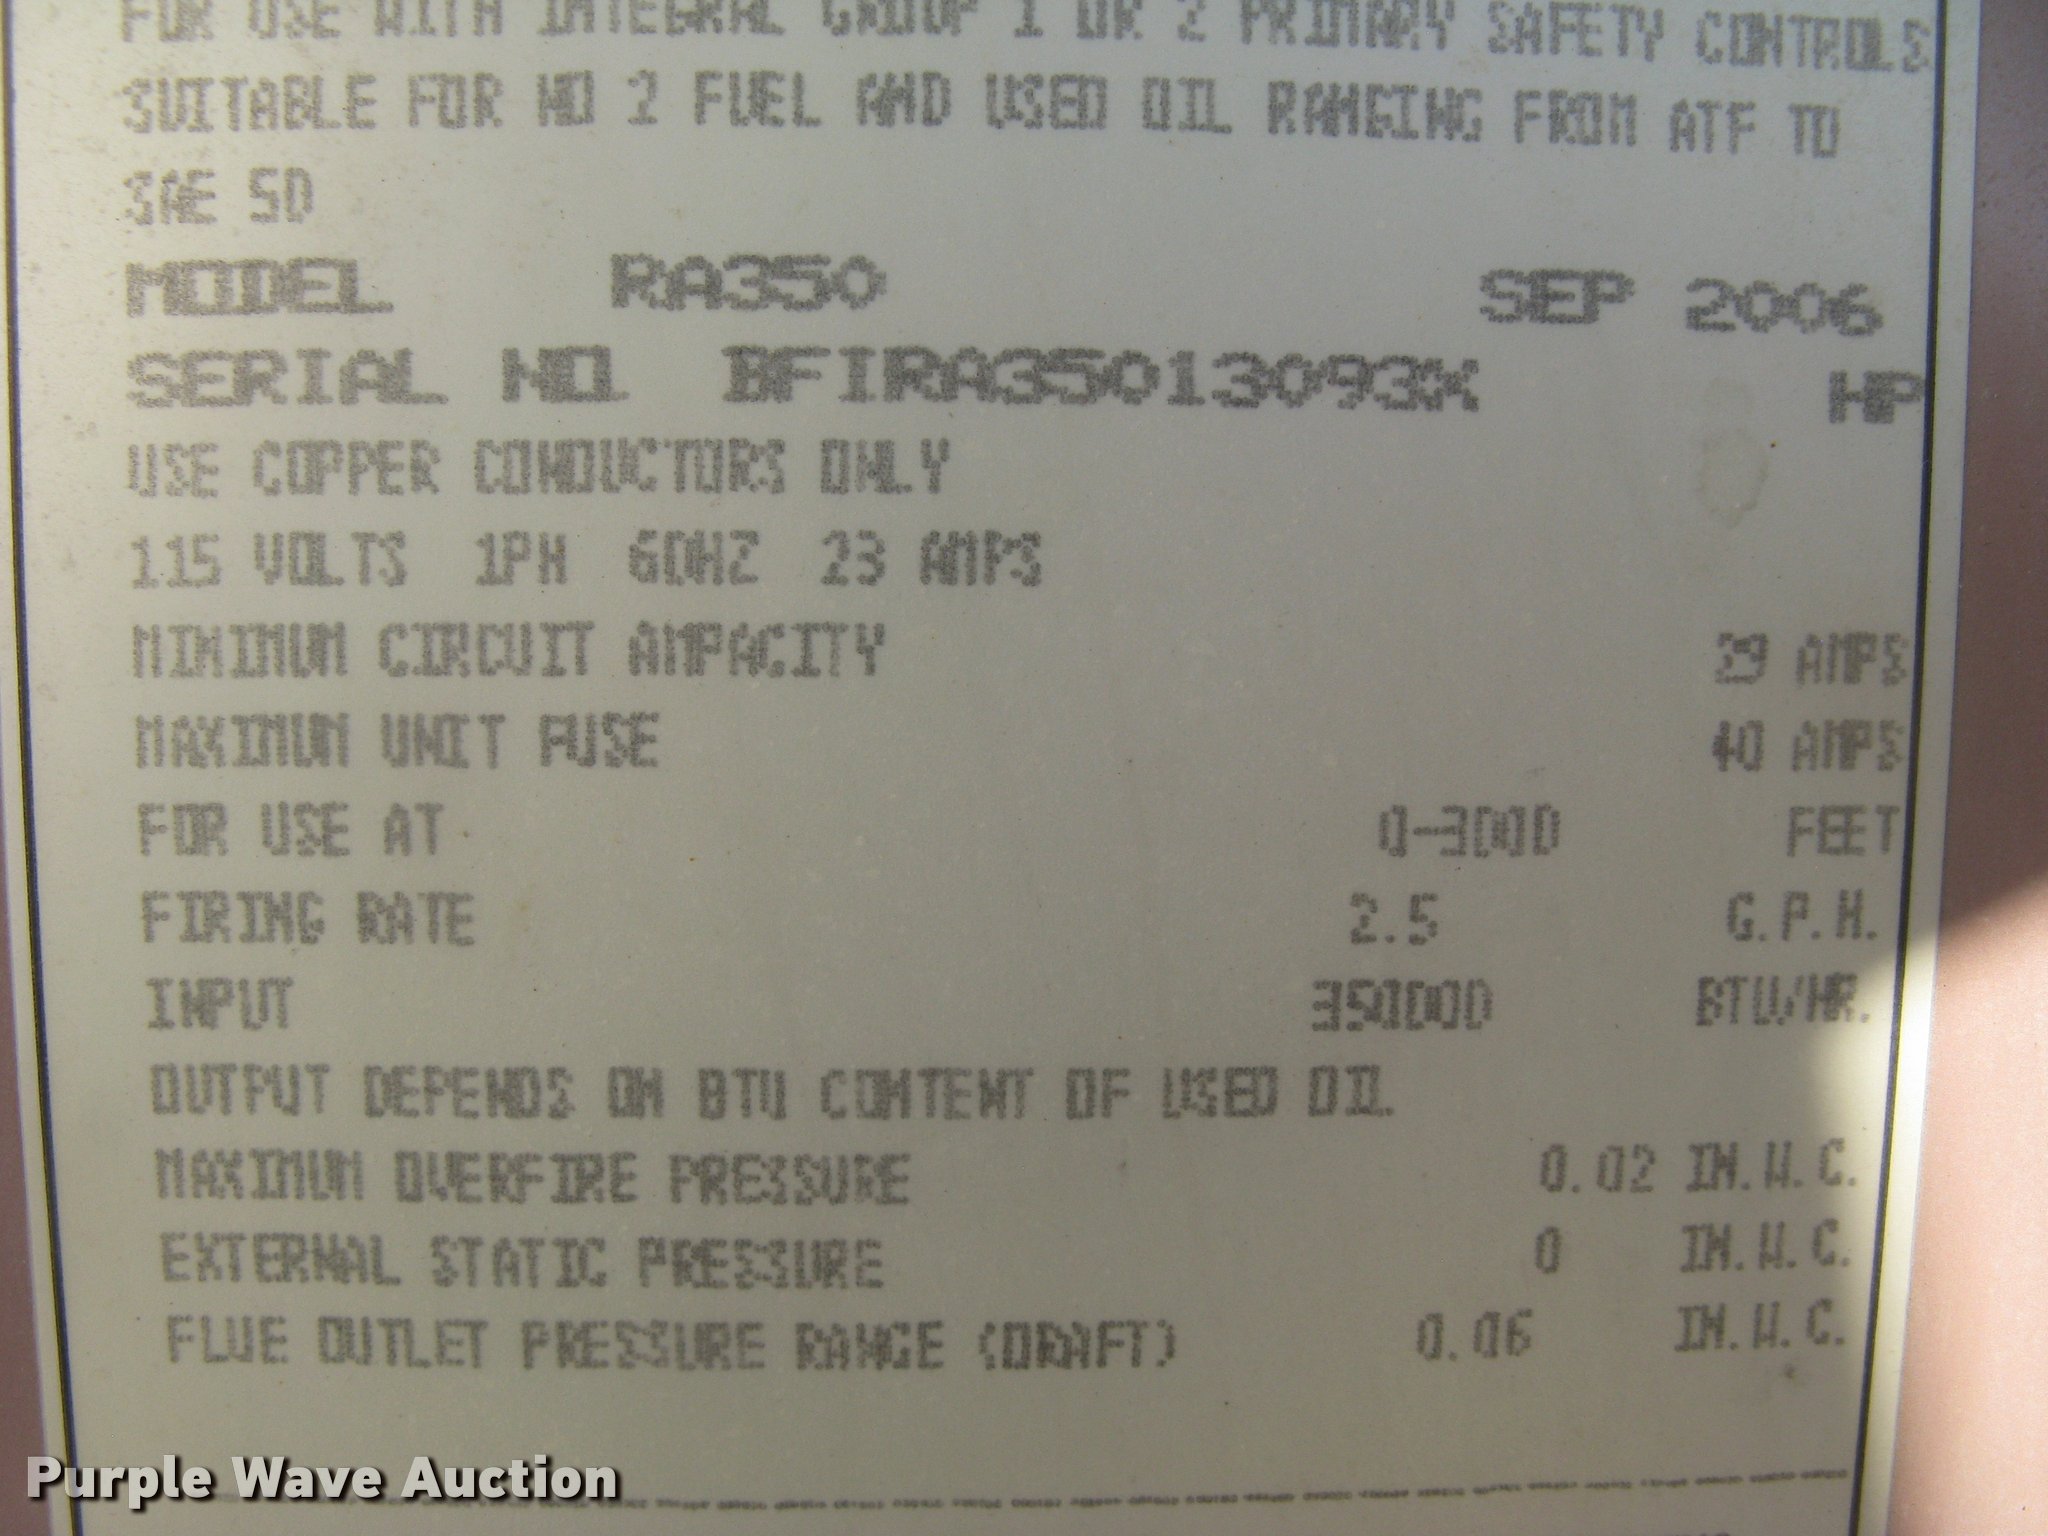 FOR USE WITH INTEGRAL GROUP 1 OR 2 PRIMARY SAFETY CONTROLS
SUITABLE FOR NO 2 FUEL AND USED OIL RANGING FROM ATF TO
SAE 50
MODEL RA350 SEP 2006
SERIAL NO. BFIRA35013093X HP
USE COPPER CONDUCTORS ONLY
115 VOLTS 1PH 60HZ 23 AMPS
MINIMUM CIRCUIT AMPACITY AMPS
MAXIMUM UNIT FUSE 40 AMPS
FOR USE AT 0-3000 FEET
FIRING RATE 2.5 G.P.H.
INPUT 350000 BTU/HR.
OUTPUT DEPENDS ON BTU CONTENT OF USED OIL
MAXIMUM OVERFIRE PRESSURE 0.02 IN.W.C.
EXTERNAL STATIC PRESSURE 0 IN.W.C.
FLUE OUTLET PRESSURE RANGE (DRAFT) 0.06 IN.W.C.
Purple Wave Auction